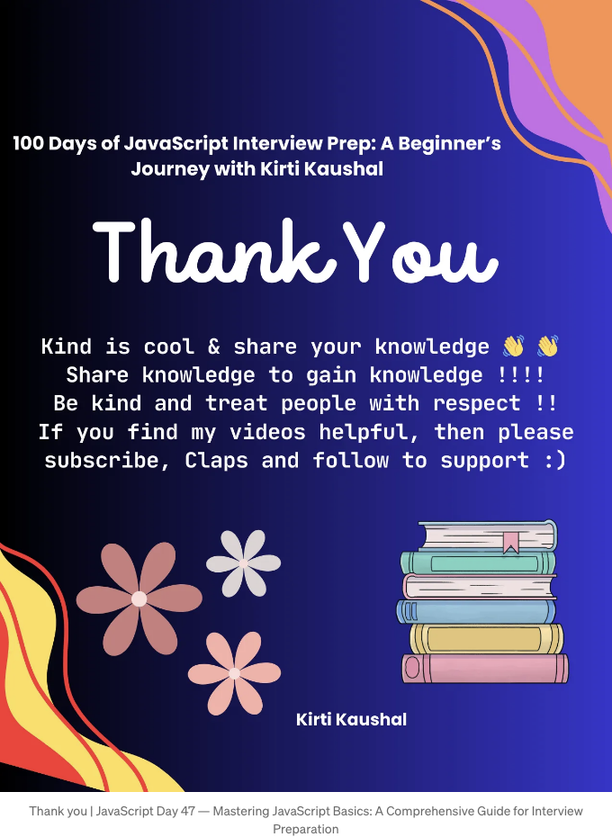 100 Days of JavaScript Interview Prep: A Beginner’s
Journey with Kirti Kaushal
Thank You
Kind is cool & share your knowledge 👋 👋
Share knowledge to gain knowledge !!!!
Be kind and treat people with respect !!
If you find my videos helpful, then please
subscribe, Claps and follow to support :)
Kirti Kaushal
Thank you | JavaScript Day 47 — Mastering JavaScript Basics: A Comprehensive Guide for Interview
Preparation